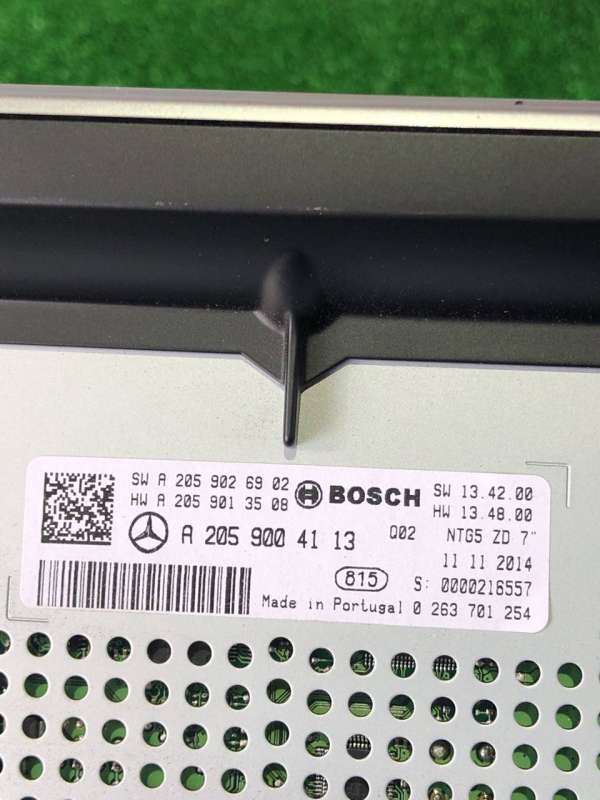 SW A 205 902 69 02
HW A 205 901 35 08
BOSCH
SW 13.42.00
HW 13.48.00
A 205 900 41 13
Q02
NTG5 ZD 7"
11 11 2014
815
S: 0000216557
Made in Portugal 0 263 701 254